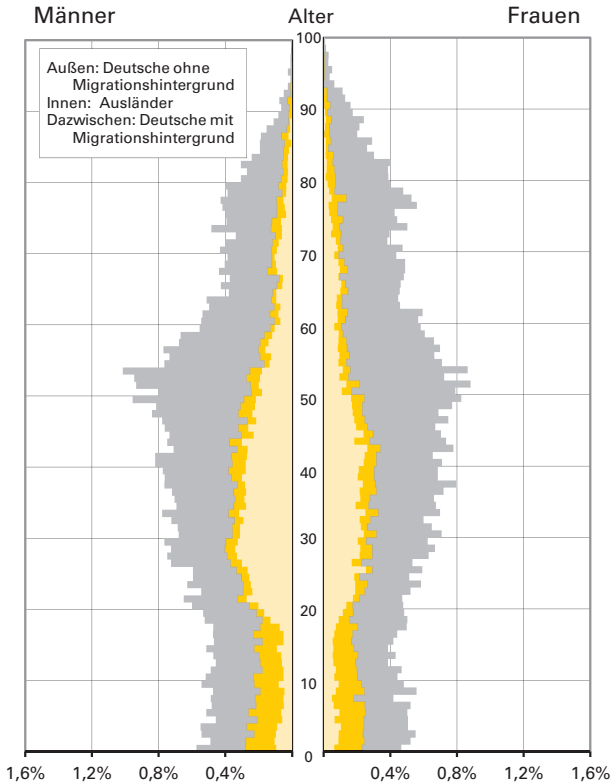 Männer Alter Frauen
100
Außen: Deutsche ohne
Migrationshintergrund
Innen: Ausländer
Dazwischen: Deutsche mit
Migrationshintergrund
90
80
70
60
50
40
30
20
10
0
1,6% 1,2% 0,8% 0,4% 0,4% 0,8% 1,2% 1,6%